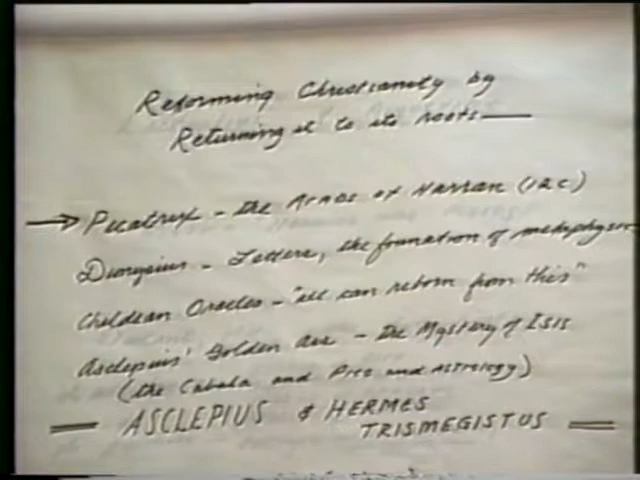 Reforming Christianity by
Returning it to its roots—
→ Picatrix - the Arabs of Harran (12c)
Dionysius - Letters, the foundation of metaphysics
Chaldean Oracles - "all can reborn from this"
Asclepius' Golden Ass - the Mystery of Isis
(the Cabala and Pico and Astrology)
ASCLEPIUS & HERMES
TRISMEGISTUS